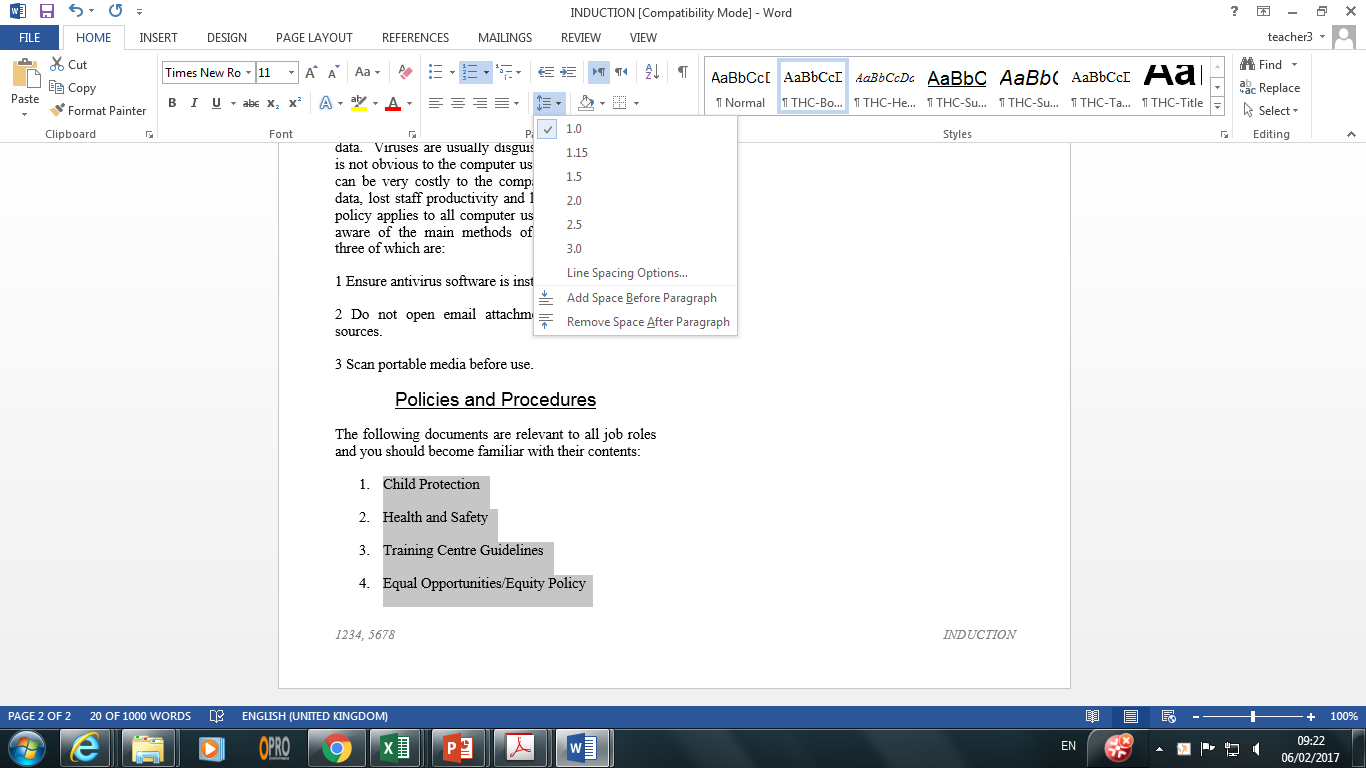 INDUCTION [Compatibility Mode] - Word
FILE HOME INSERT DESIGN PAGE LAYOUT REFERENCES MAILINGS REVIEW VIEW teacher3
Paste
Cut
Copy
Format Painter
Clipboard
Times New Ro 11
Font
AaBbCcI AaBbCcE AaBbCcDc AaBbC AaBbC AaBbCcE Aa
¶ Normal ¶ THC-Bo... ¶ THC-He... ¶ THC-Su... ¶ THC-Su... ¶ THC-Ta... ¶ THC-Title
Styles
Find
Replace
Select
Editing
1.0
1.15
1.5
2.0
2.5
3.0
Line Spacing Options...
Add Space Before Paragraph
Remove Space After Paragraph
data. Viruses are usually disguis
is not obvious to the computer us
can be very costly to the compa
data, lost staff productivity and
policy applies to all computer us
aware of the main methods of
three of which are:
1 Ensure antivirus software is inst
2 Do not open email attachm
sources.
3 Scan portable media before use.
Policies and Procedures
The following documents are relevant to all job roles
and you should become familiar with their contents:
1. Child Protection
2. Health and Safety
3. Training Centre Guidelines
4. Equal Opportunities/Equity Policy
1234, 5678 INDUCTION
PAGE 2 OF 2 20 OF 1000 WORDS ENGLISH (UNITED KINGDOM) 100%
OPRO
EN
09:22
06/02/2017